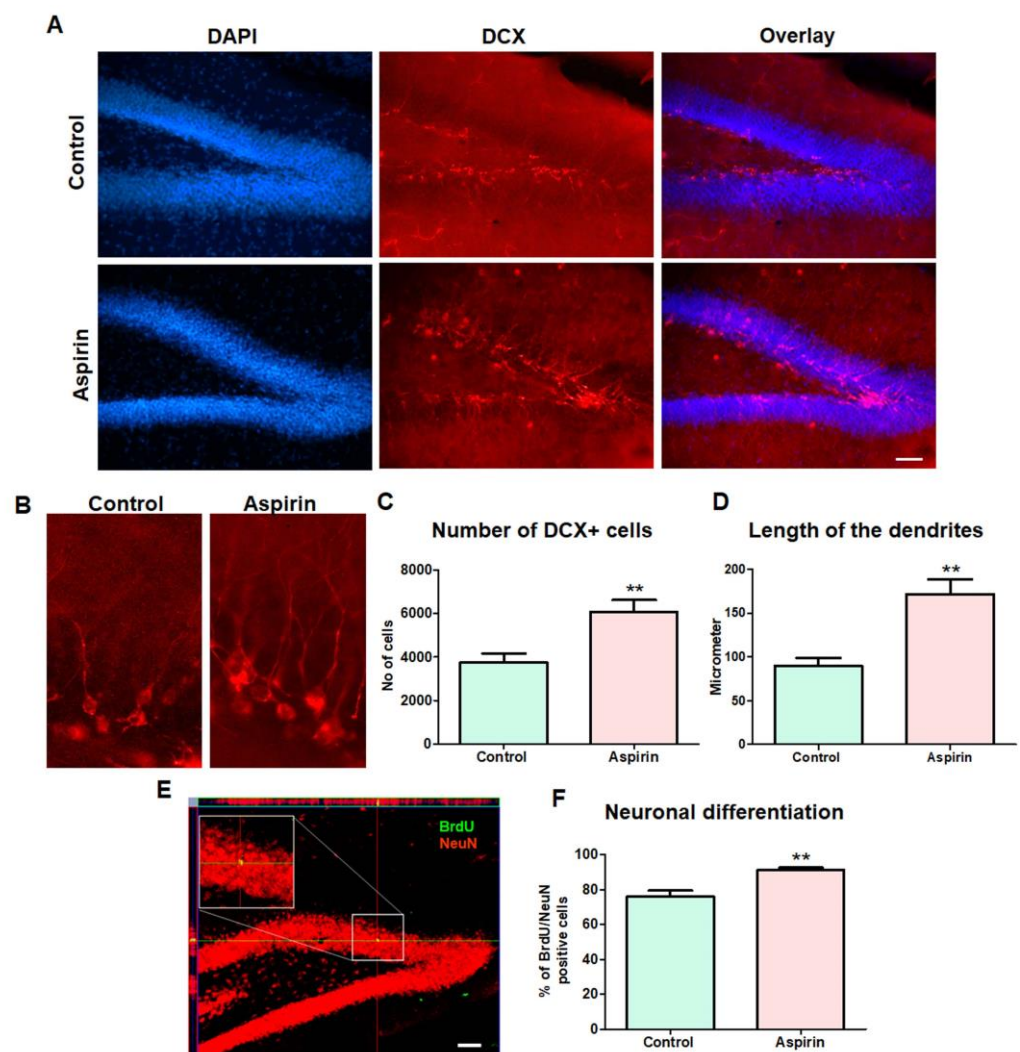 A
DAPI
DCX
Overlay
Control
Aspirin
B
Control
Aspirin
C
Number of DCX+ cells
No of cells
8000
6000
4000
2000
0
**
Control
Aspirin
D
Length of the dendrites
Micrometer
200
150
100
50
0
**
Control
Aspirin
E
BrdU
NeuN
F
Neuronal differentiation
% of BrdU/NeuN
positive cells
100
80
60
40
20
0
**
Control
Aspirin